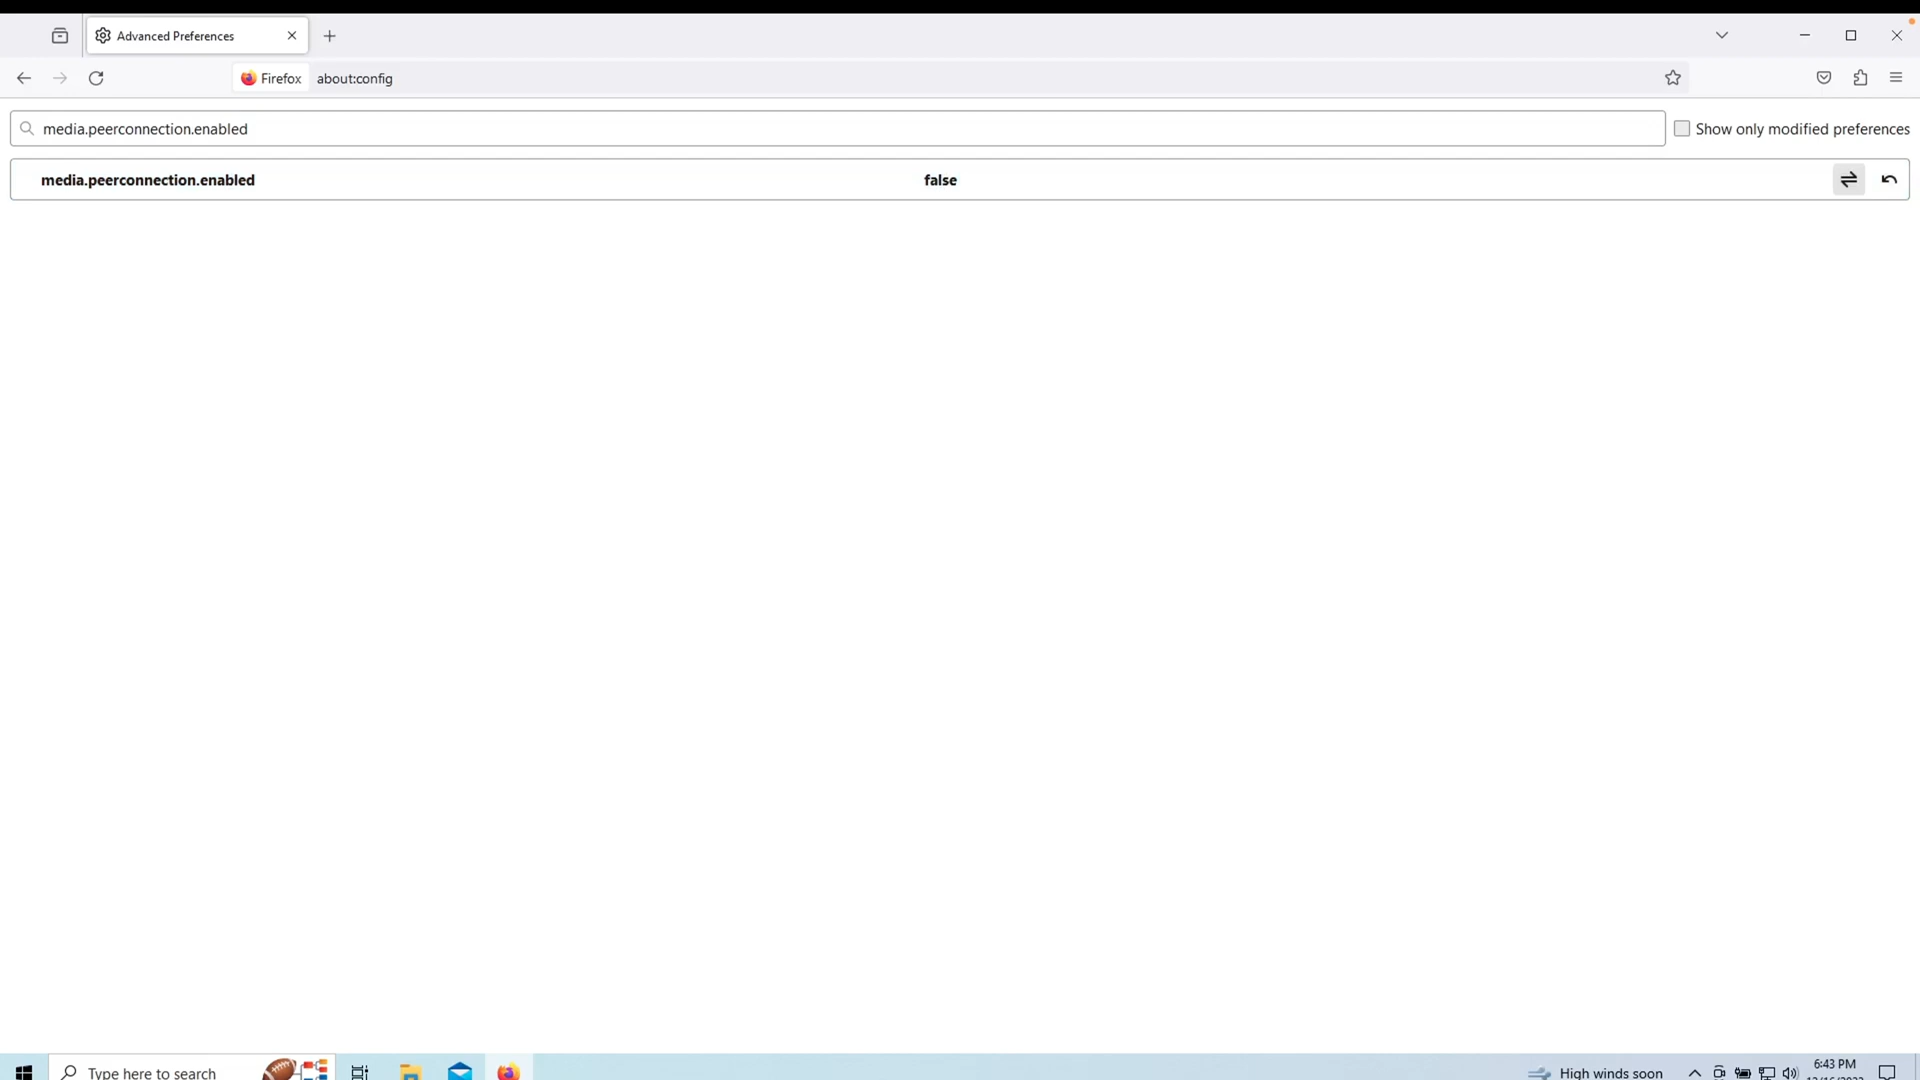 Advanced Preferences
Firefox about:config
media.peerconnection.enabled
Show only modified preferences
media.peerconnection.enabled false
Type here to search
High winds soon
6:43 PM